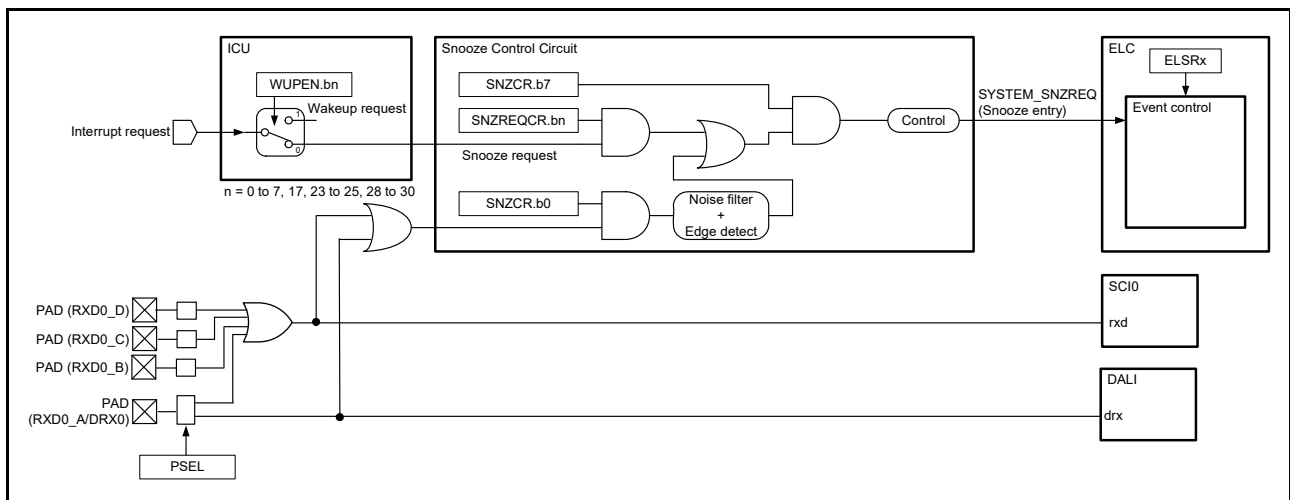 ICU
WUPEN.bn
1
Wakeup request
Interrupt request
0
n = 0 to 7, 17, 23 to 25, 28 to 30
Snooze Control Circuit
SNZCR.b7
SNZREQCR.bn
Snooze request
SNZCR.b0
Noise filter
+
Edge detect
Control
SYSTEM_SNZREQ
(Snooze entry)
ELC
ELSRx
Event control
PAD (RXD0_D)
PAD (RXD0_C)
PAD (RXD0_B)
PAD
(RXD0_A/DRX0)
PSEL
SCI0
rxd
DALI
drx